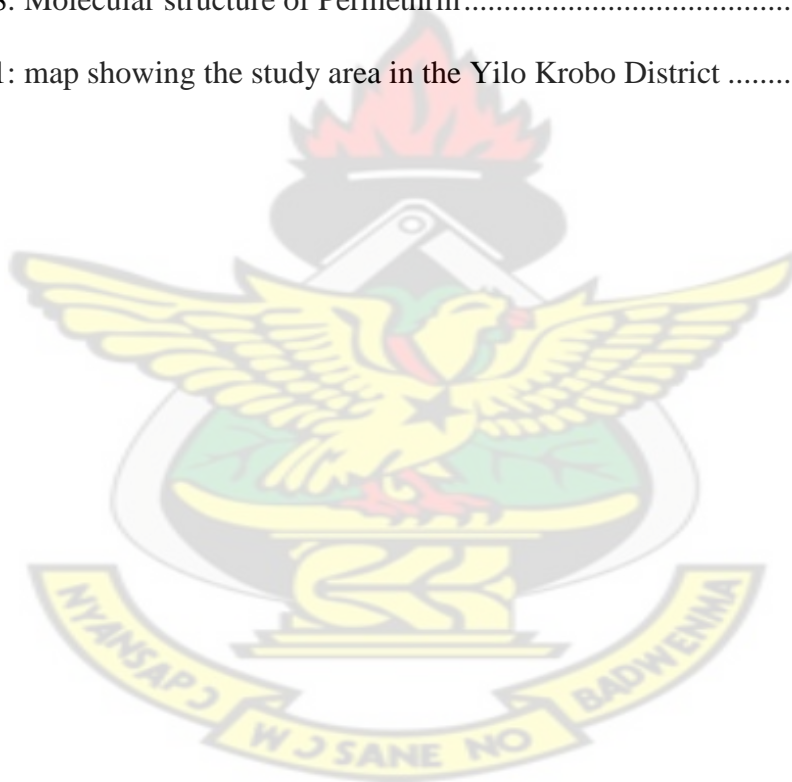 8: Molecular structure of Permethrin....................................
1: map showing the study area in the Yilo Krobo District ........
NYANSAPƆ WƆ SANE NO BADWENMA